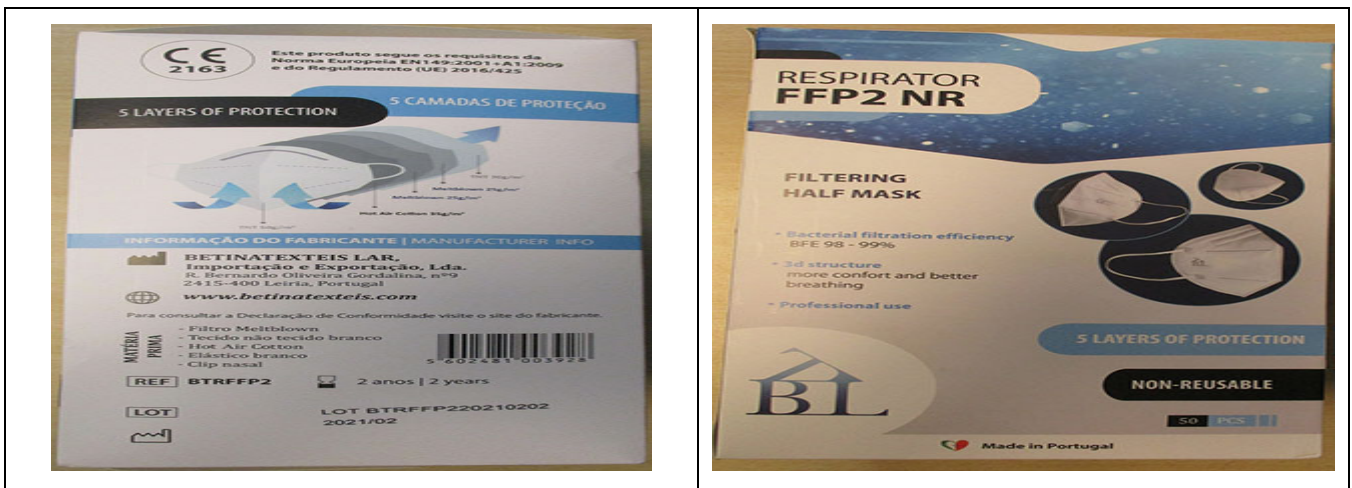 CE
2163
Este produto segue os requisitos da
Norma Europeia EN149:2001+A1:2009
e do Regulamento (UE) 2016/425
5 LAYERS OF PROTECTION
5 CAMADAS DE PROTEÇÃO
Meltblown 25g/m²
Meltblown 25g/m²
Hot Air Cotton
INFORMAÇÃO DO FABRICANTE | MANUFACTURER INFO
BETINATEXTEIS LAR,
Importação e Exportação, Lda.
R. Bernardo Oliveira Gordalina, nº9
2415-400 Leiria, Portugal
www.betinatexteis.com
Para consultar a Declaração de Conformidade visite o site do fabricante.
MATÉRIA
PRIMA
- Filtro Meltblown
- Tecido não tecido branco
- Hot Air Cotton
- Elástico branco
- Clip nasal
5 602481 003928
REF BTRFFP2
2 anos | 2 years
LOT
LOT BTRFFP220210202
2021/02
RESPIRATOR
FFP2 NR
FILTERING
HALF MASK
- Bacterial filtration efficiency
BFE 98 - 99%
- 3d structure
more confort and better
breathing
- Professional use
5 LAYERS OF PROTECTION
NON-REUSABLE
BL
50 PCS
Made in Portugal